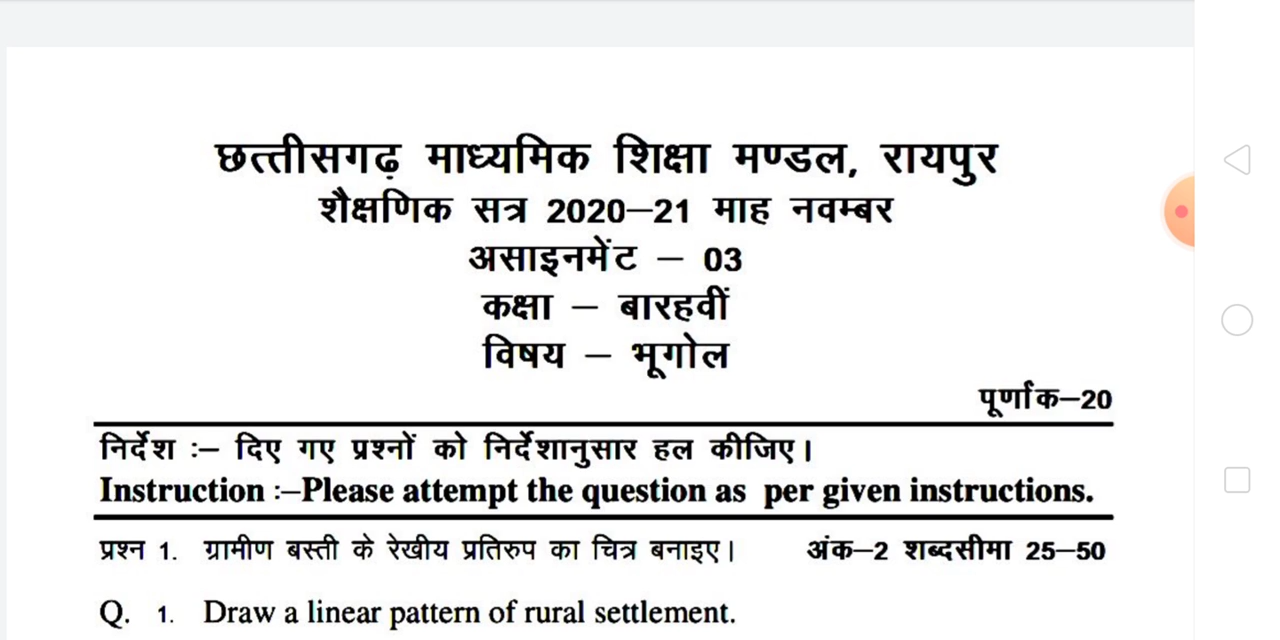 छत्तीसगढ़ माध्यमिक शिक्षा मण्डल, रायपुर
शैक्षणिक सत्र 2020–21 माह नवम्बर
असाइनमेंट – 03
कक्षा – बारहवीं
विषय – भूगोल
पूर्णांक–20
निर्देश :– दिए गए प्रश्नों को निर्देशानुसार हल कीजिए।
Instruction :–Please attempt the question as per given instructions.
प्रश्न 1. ग्रामीण बस्ती के रेखीय प्रतिरुप का चित्र बनाइए। अंक–2 शब्दसीमा 25–50
Q. 1. Draw a linear pattern of rural settlement.